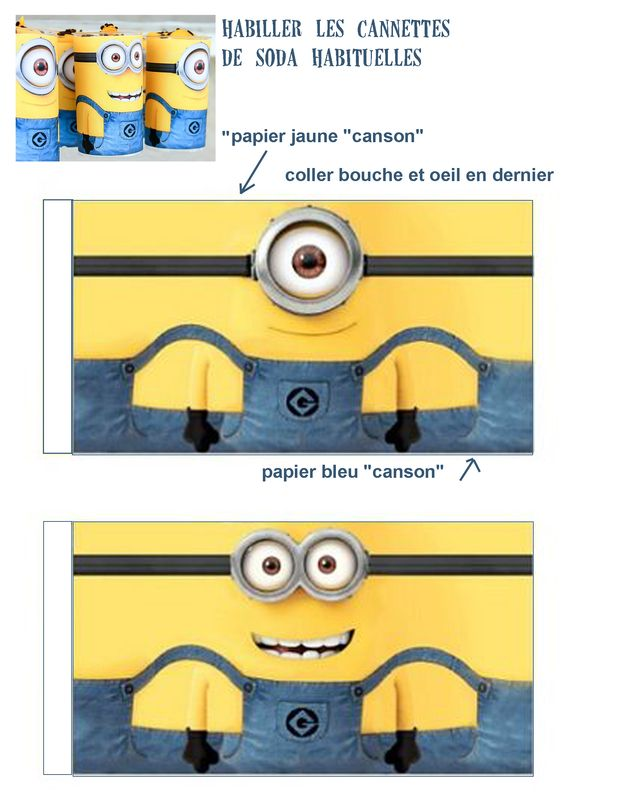 HABILLER LES CANNETTES
DE SODA HABITUELLES
"papier jaune "canson"
coller bouche et oeil en dernier
papier bleu "canson"